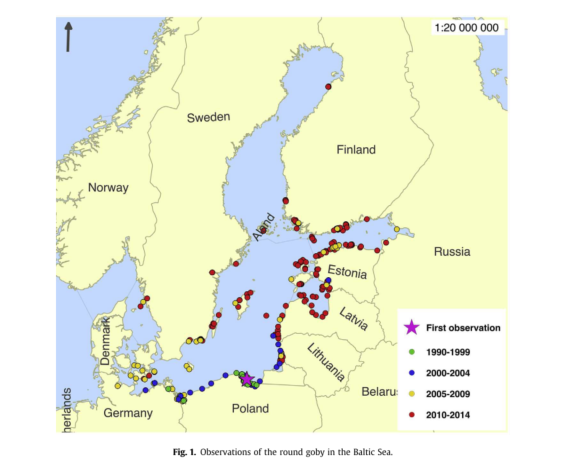 1:20 000 000
Sweden
Finland
Norway
Åland
Russia
Estonia
Latvia
Denmark
Lithuania
Belaru
herlands
Germany
Poland
First observation
1990-1999
2000-2004
2005-2009
2010-2014
Fig. 1. Observations of the round goby in the Baltic Sea.